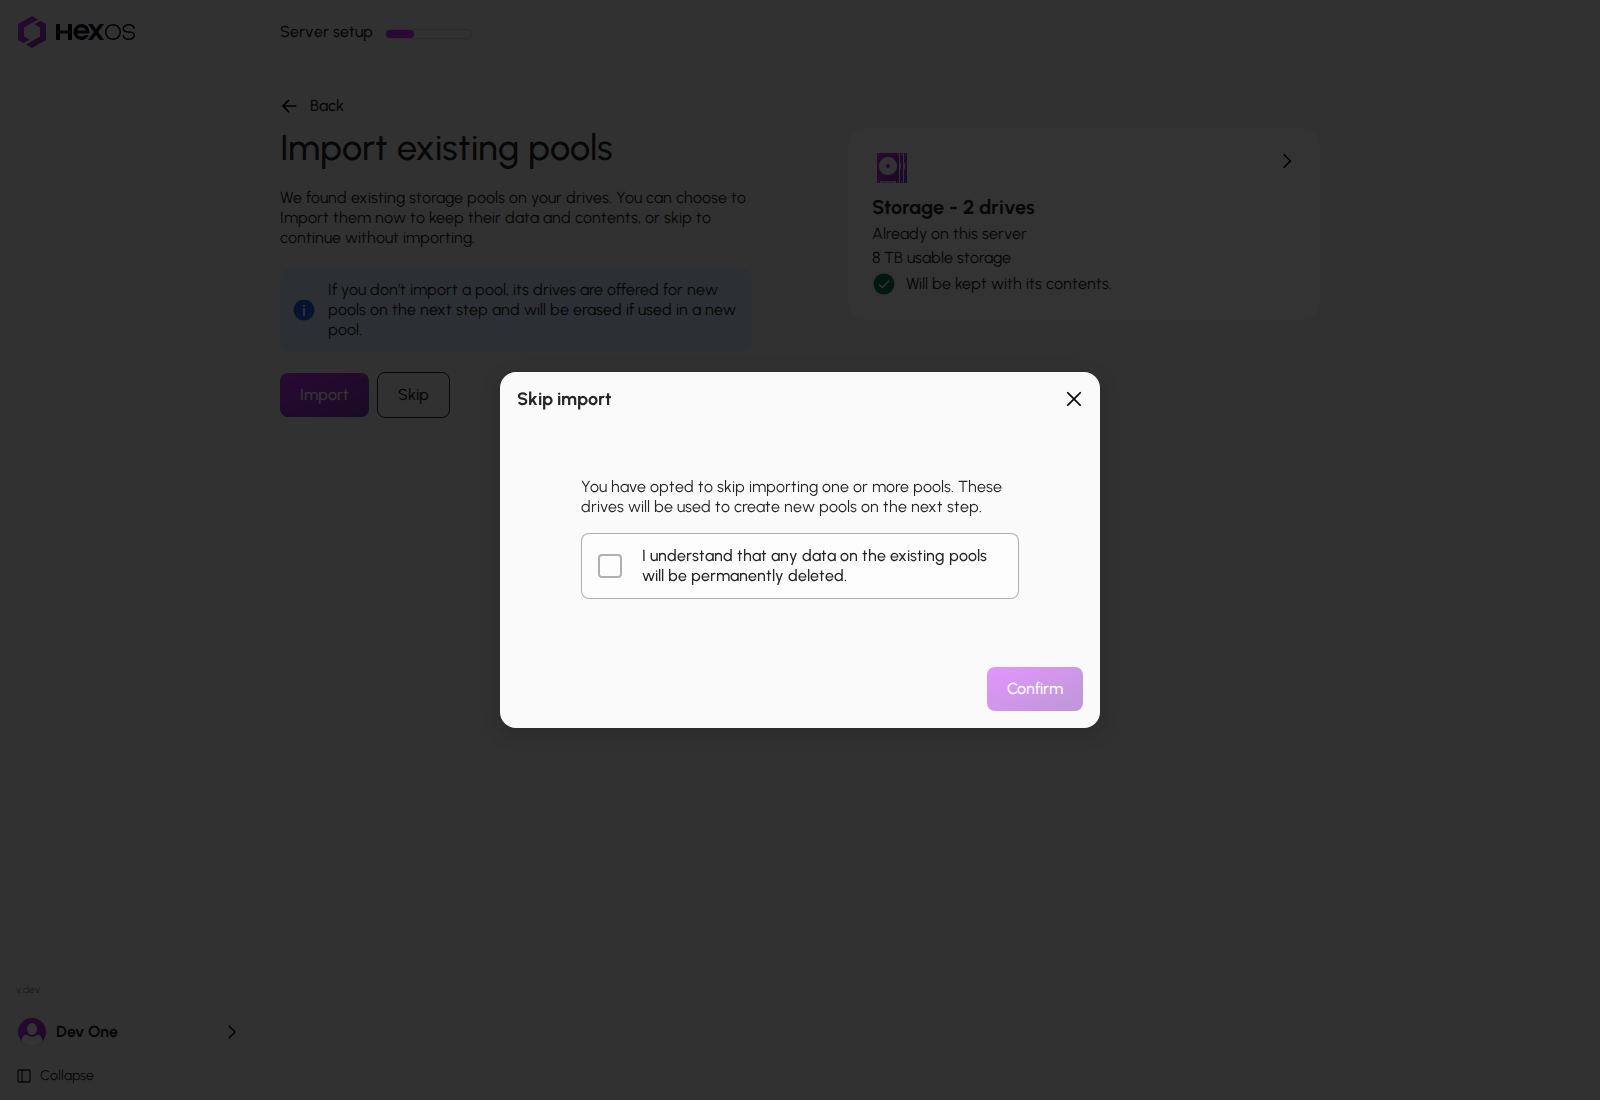 HexOS
Server setup
Back
Import existing pools
We found existing storage pools on your drives. You can choose to
Import them now to keep their data and contents, or skip to
continue without importing.
If you don't import a pool, its drives are offered for new
pools on the next step and will be erased if used in a new
pool.
Import
Skip
Storage - 2 drives
Already on this server
8 TB usable storage
Will be kept with its contents.
Skip import
You have opted to skip importing one or more pools. These
drives will be used to create new pools on the next step.
I understand that any data on the existing pools
will be permanently deleted.
Confirm
v.dev
Dev One
Collapse